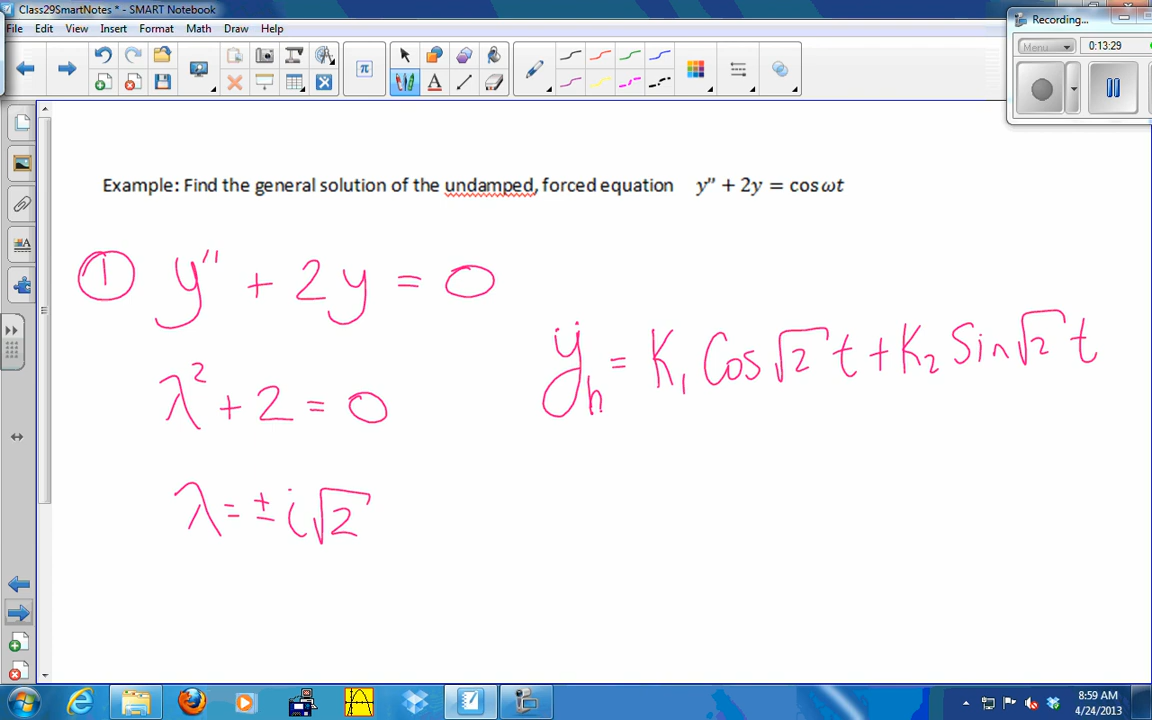 Class29SmartNotes * - SMART Notebook
File Edit View Insert Format Math Draw Help
Recording...
Menu
0:13:29
π
A
Example: Find the general solution of the undamped, forced equation y″ + 2y = cos ωt
① y″ + 2y = 0
ÿh = K₁ Cos √2 t + K₂ Sin √2 t
λ² + 2 = 0
λ = ± i√2
8:59 AM
4/24/2013